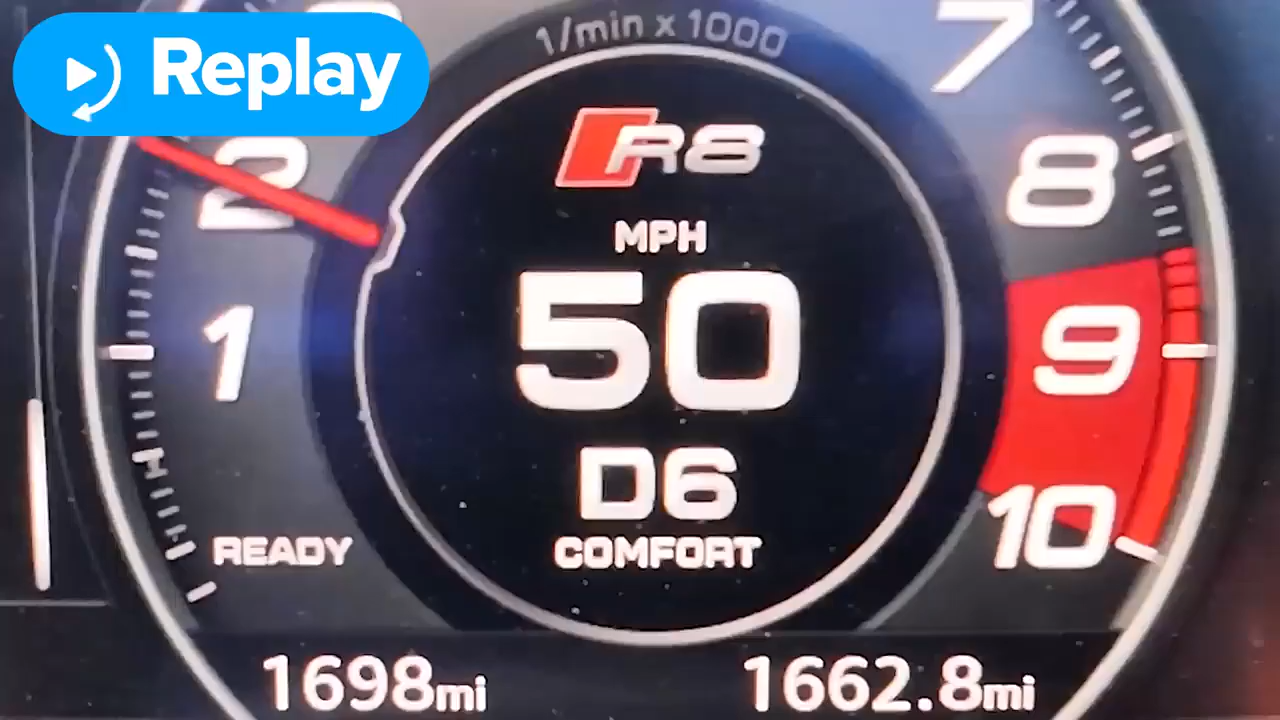 Replay
1/min x 1000
7
R8
2
8
MPH
50
1
9
D6
10
READY
COMFORT
1698mi
1662.8mi